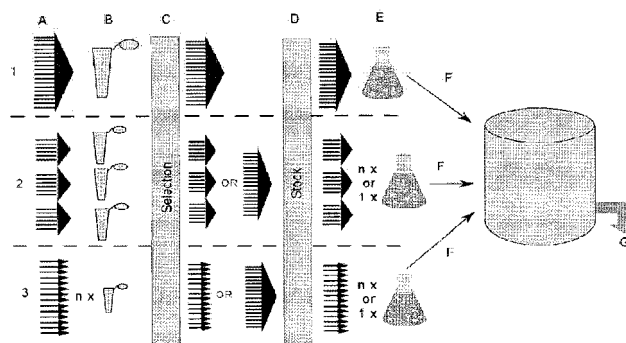 A B C D E
1 F
2 Selection OR Stock n x or 1 x F G
3 n x OR n x or 1 x F